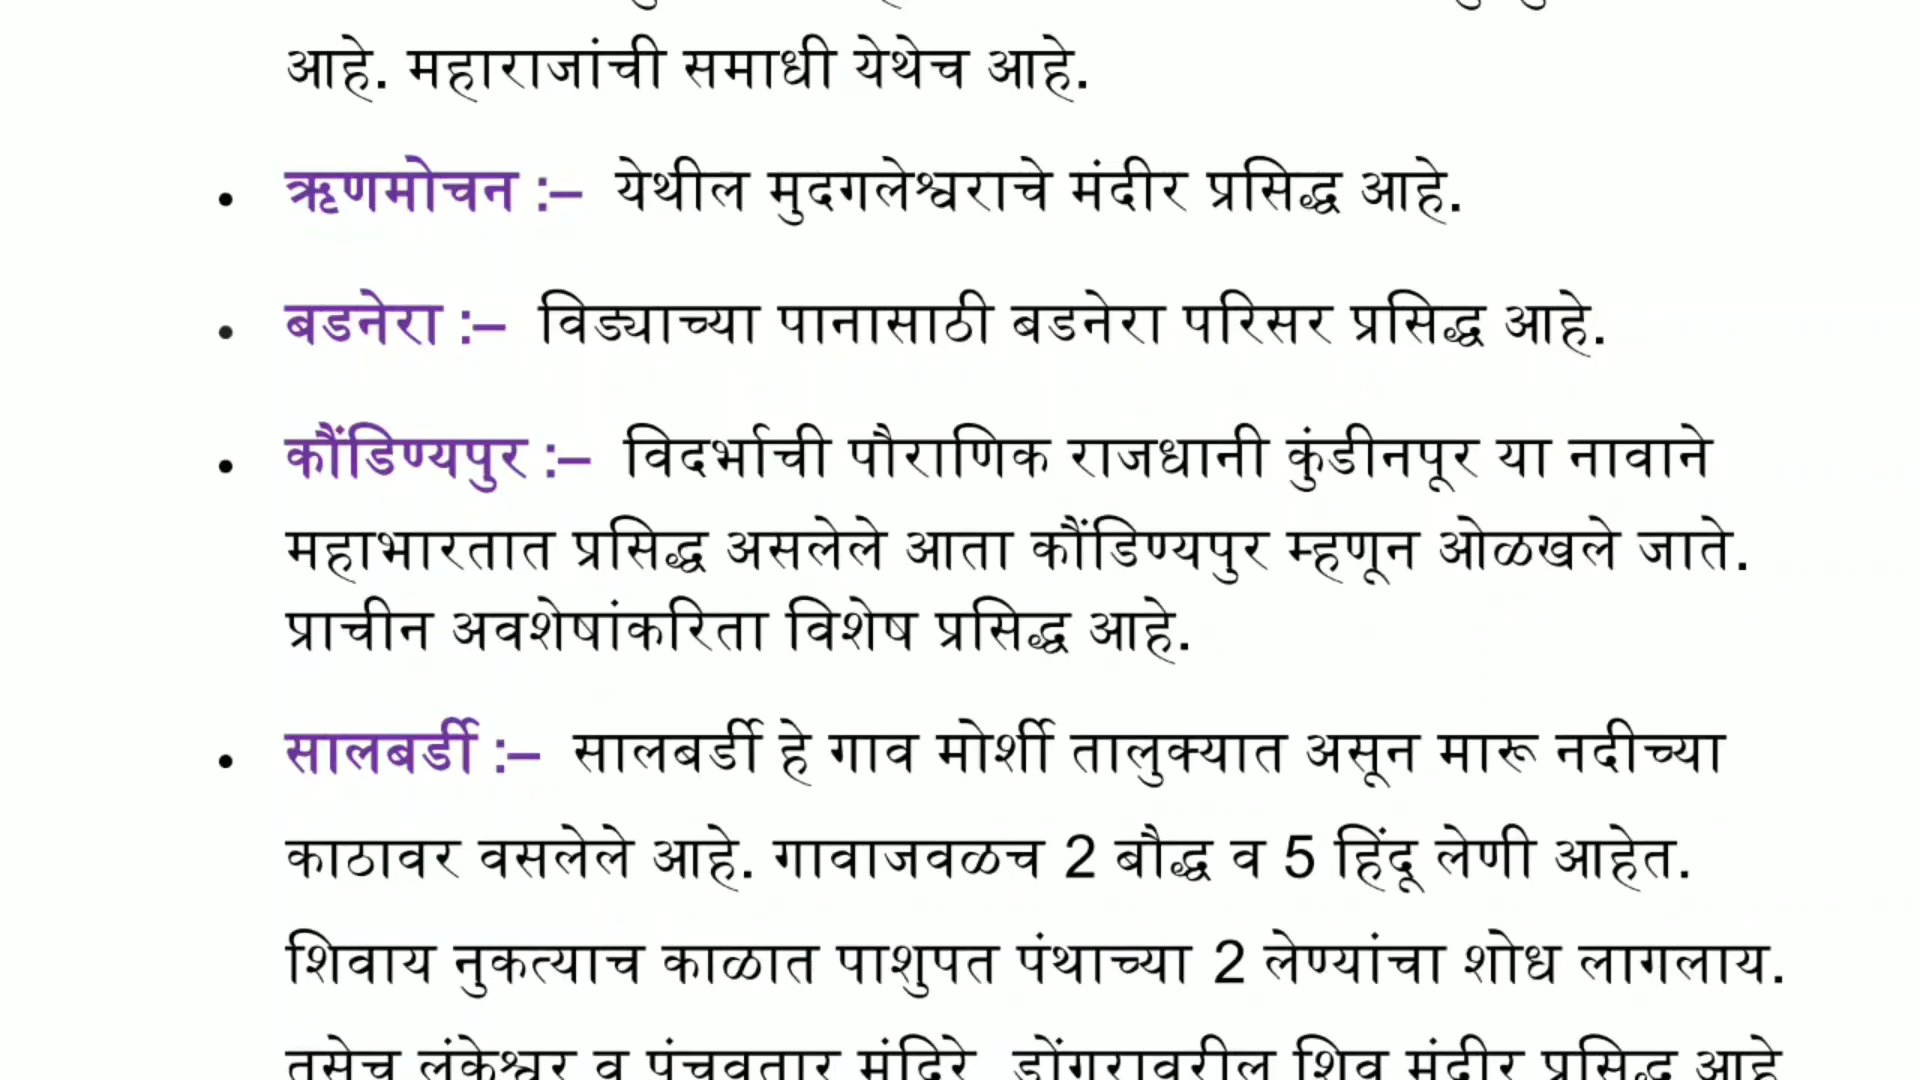 आहे. महाराजांची समाधी येथेच आहे.
• ऋणमोचन :– येथील मुदगलेश्वराचे मंदीर प्रसिद्ध आहे.
• बडनेरा :– विड्याच्या पानासाठी बडनेरा परिसर प्रसिद्ध आहे.
• कौंडिण्यपुर :– विदर्भाची पौराणिक राजधानी कुंडीनपूर या नावाने
महाभारतात प्रसिद्ध असलेले आता कौंडिण्यपुर म्हणून ओळखले जाते.
प्राचीन अवशेषांकरिता विशेष प्रसिद्ध आहे.
• सालबर्डी :– सालबर्डी हे गाव मोर्शी तालुक्यात असून मारू नदीच्या
काठावर वसलेले आहे. गावाजवळच 2 बौद्ध व 5 हिंदू लेणी आहेत.
शिवाय नुकत्याच काळात पाशुपत पंथाच्या 2 लेण्यांचा शोध लागलाय.
तसेच लंकेश्वर व पंचवतार मंदिरे डोंगरावरील शिव मंदीर प्रसिद्ध आहे